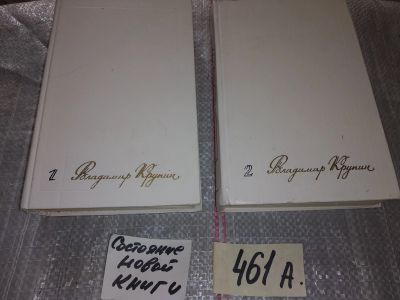 1 Владимир Крупин
2 Владимир Крупин
Состояние
новой
книги
461 А.